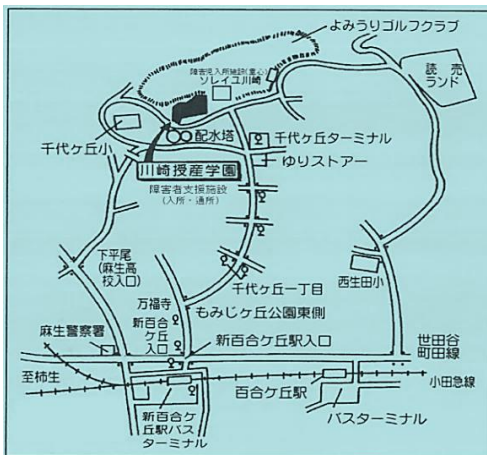 よみうりゴルフクラブ
障害児入所施設(重心)
ソレイユ川崎
読売
ランド
千代ヶ丘小
配水塔
千代ヶ丘ターミナル
ゆりストアー
川崎授産学園
障害者支援施設
(入所・通所)
下平尾
(麻生高
校入口)
西生田小
千代ヶ丘一丁目
万福寺
もみじヶ丘公園東側
新百合
ケ丘
入口
新百合ヶ丘駅入口
麻生警察署
世田谷
町田線
至柿生
小田急線
百合ケ丘駅
新百合ケ
丘駅バス
ターミナル
バスターミナル